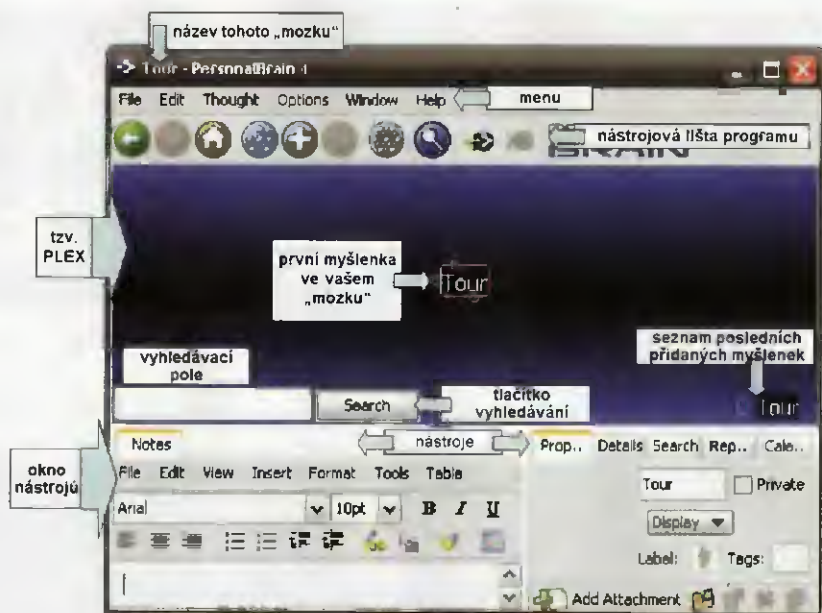 název tohoto „mozku“
Tour - PersonalBrain 4
File Edit Thought Options Window Help
menu
nástrojová lišta programu
BRAIN
tzv.
PLEX
první myšlenka
ve vašem
„mozku“
Tour
seznam posledních
přidaných myšlenek
vyhledávací
pole
Search
tlačítko
vyhledávání
Tour
Notes
nástroje
Prop.. Details Search Rep.. Cale..
okno
nástrojů
File Edit View Insert Format Tools Table
Tour
Private
Arial 10pt B I U
Display
Label: Tags:
Add Attachment